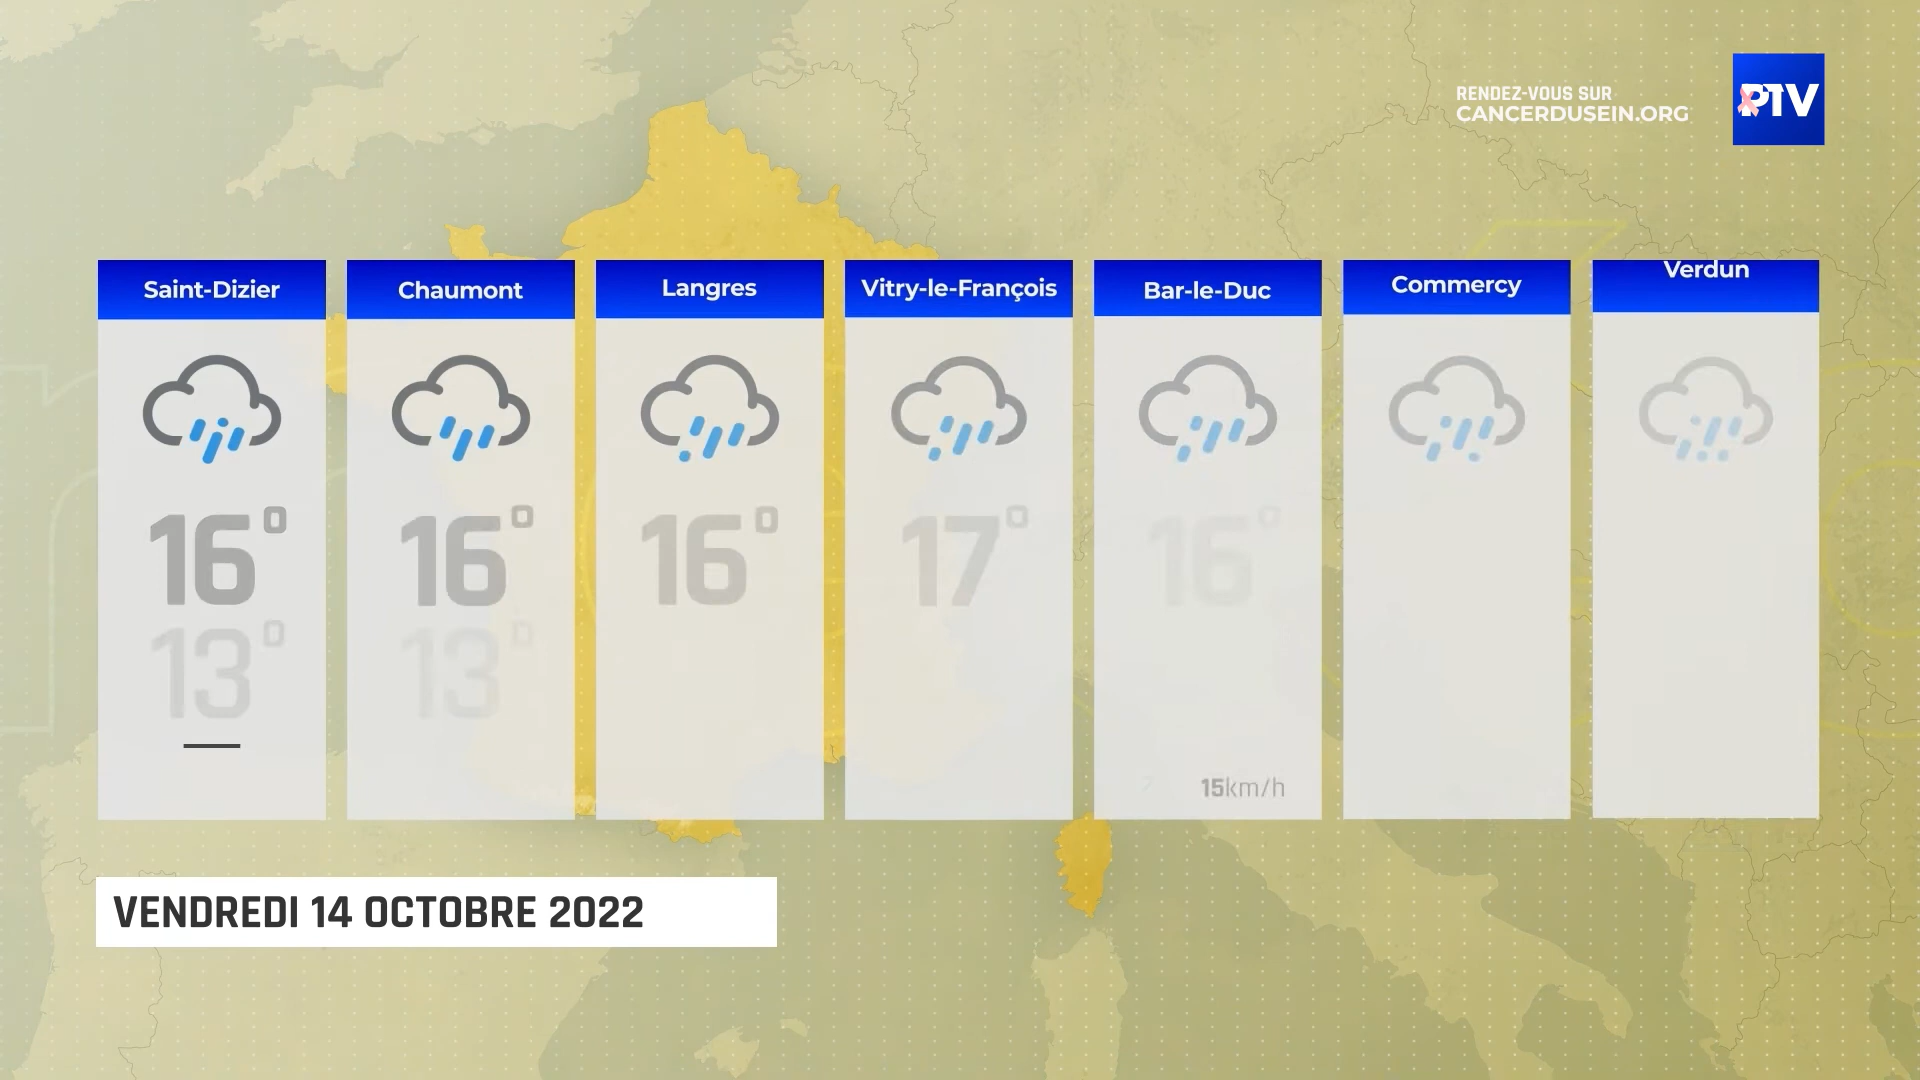 RENDEZ-VOUS SUR
CANCERDUSEIN.ORG
PTV
Saint-Dizier
Chaumont
Langres
Vitry-le-François
Bar-le-Duc
Commercy
Verdun
16° 16° 16° 17° 16°
13° 13°
15km/h
VENDREDI 14 OCTOBRE 2022